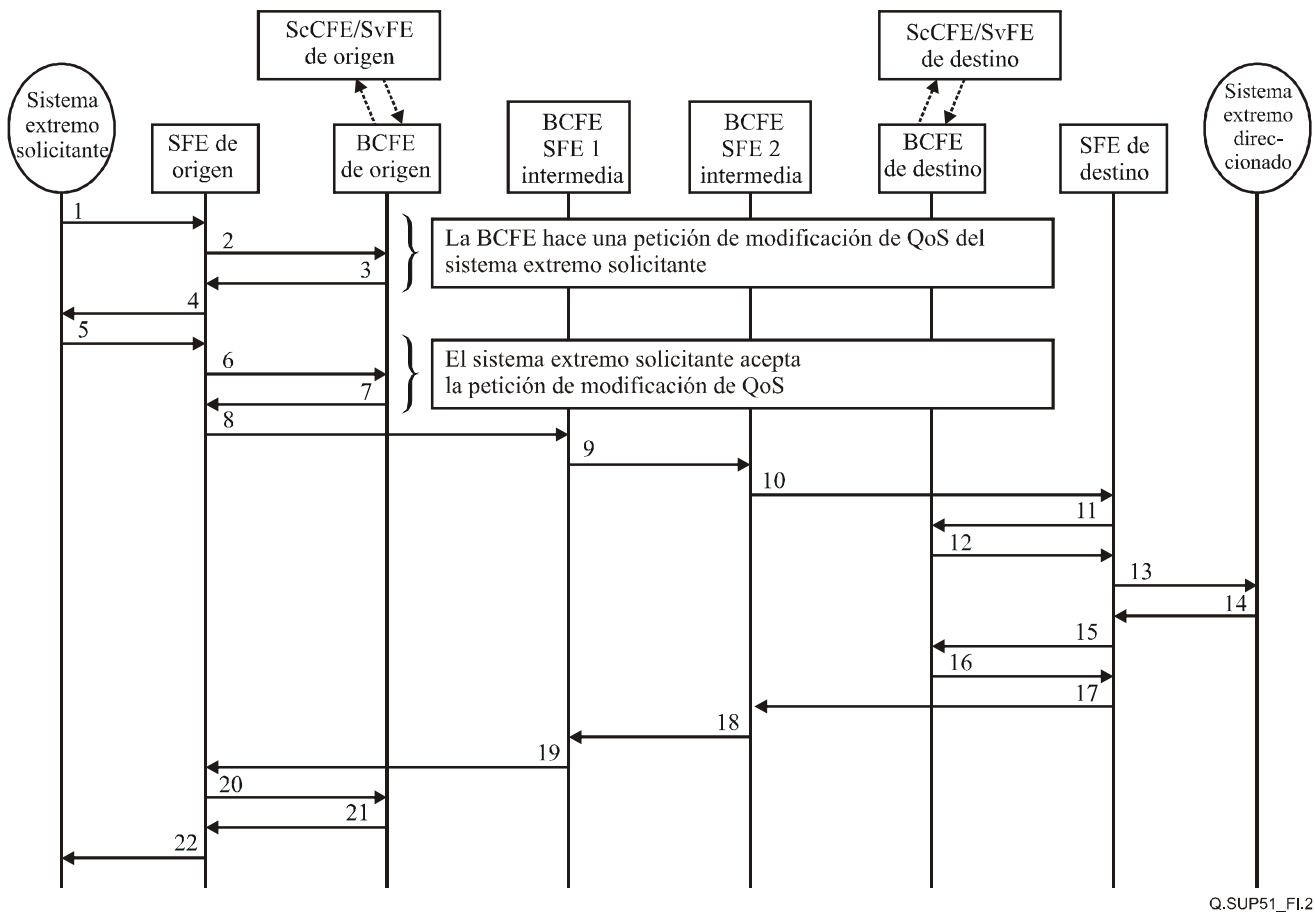 ScCFE/SvFE
de origen
ScCFE/SvFE
de destino
Sistema
extremo
solicitante
SFE de
origen
BCFE
de origen
BCFE
SFE 1
intermedia
BCFE
SFE 2
intermedia
BCFE
de destino
SFE de
destino
Sistema
extremo
direc-
cionado
1
2
La BCFE hace una petición de modificación de QoS del
sistema extremo solicitante
3
4
5
6
El sistema extremo solicitante acepta
la petición de modificación de QoS
7
8
9
10
11
12
13
14
15
16
17
18
19
20
21
22
Q.SUP51_FI.2